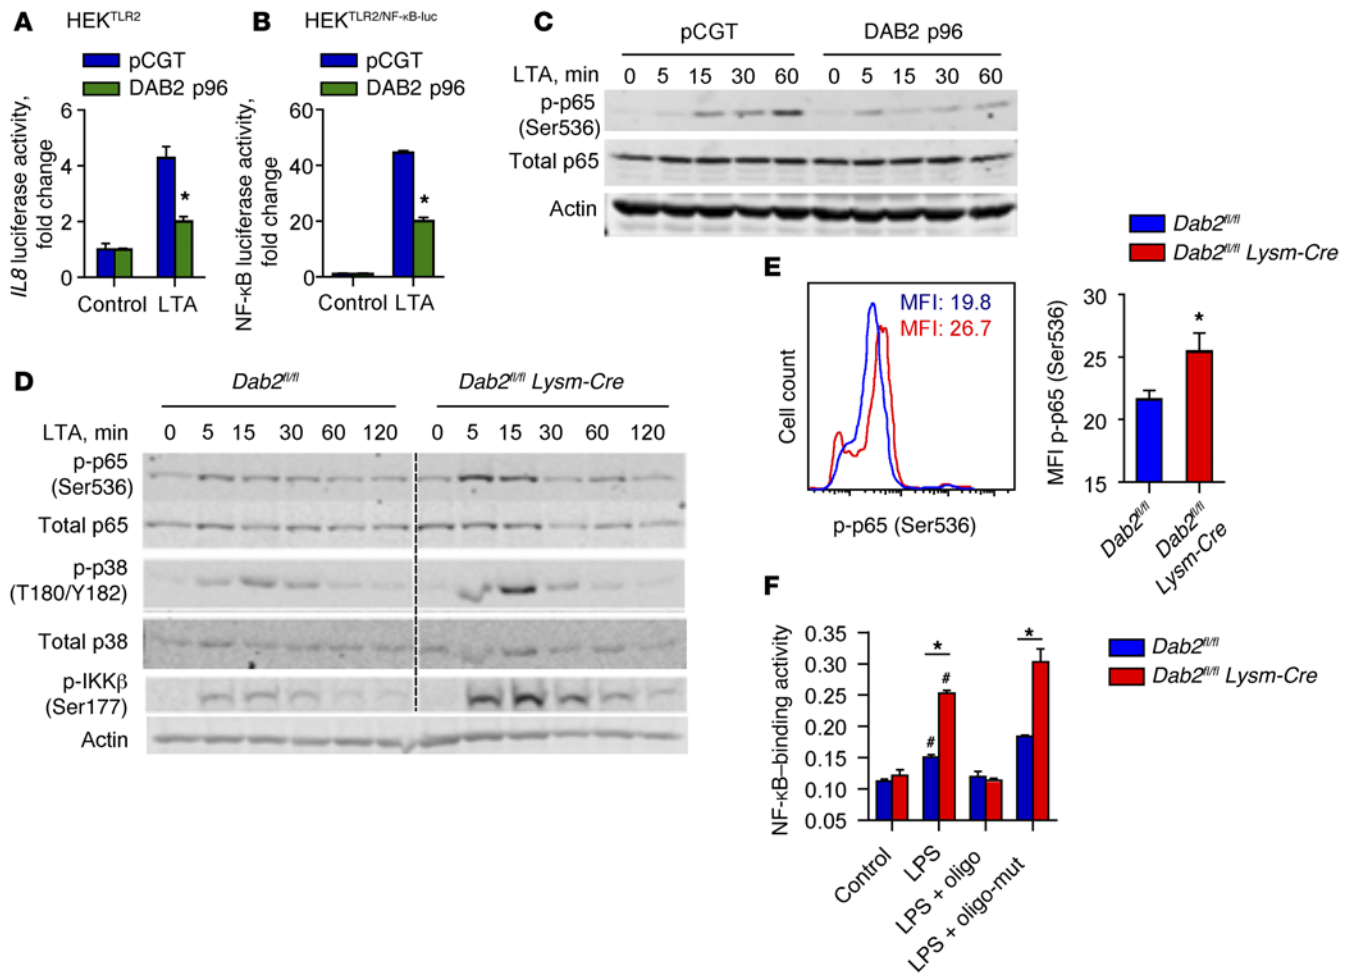 A HEKTLR2
pCGT
DAB2 p96
IL8 luciferase activity,
fold change
6
4
2
0
Control LTA
B HEKTLR2/NF-κB-luc
pCGT
DAB2 p96
NF-κB luciferase activity,
fold change
60
40
20
0
*
*
Control LTA
C
pCGT DAB2 p96
LTA, min 0 5 15 30 60 0 5 15 30 60
p-p65
(Ser536)
Total p65
Actin
D
Dab2fl/fl Dab2fl/fl Lysm-Cre
LTA, min 0 5 15 30 60 120 0 5 15 30 60 120
p-p65
(Ser536)
Total p65
p-p38
(T180/Y182)
Total p38
p-IKKβ
(Ser177)
Actin
E
MFI: 19.8
MFI: 26.7
Cell count
p-p65 (Ser536)
Dab2fl/fl
Dab2fl/fl Lysm-Cre
MFI p-p65 (Ser536)
30
25
20
15
*
Dab2fl/fl
Dab2fl/fl
Lysm-Cre
F
NF-κB–binding activity
0.35
0.30
0.25
0.20
0.15
0.10
0.05
*
*
#
#
Control
LPS
LPS + oligo
LPS + oligo-mut
Dab2fl/fl
Dab2fl/fl Lysm-Cre